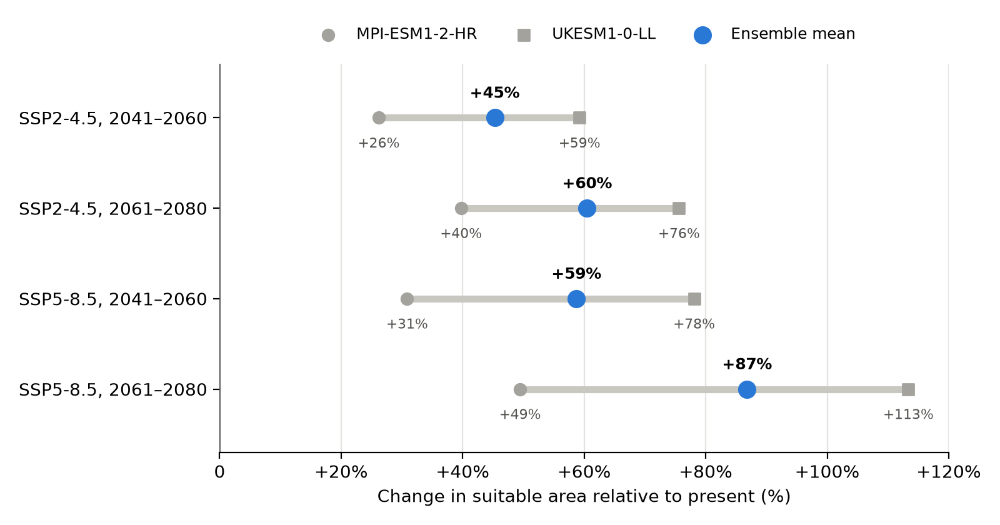 MPI-ESM1-2-HR UKESM1-0-LL Ensemble mean
SSP2-4.5, 2041–2060
+45%
+26% +59%
SSP2-4.5, 2061–2080
+60%
+40% +76%
SSP5-8.5, 2041–2060
+59%
+31% +78%
SSP5-8.5, 2061–2080
+87%
+49% +113%
0 +20% +40% +60% +80% +100% +120%
Change in suitable area relative to present (%)